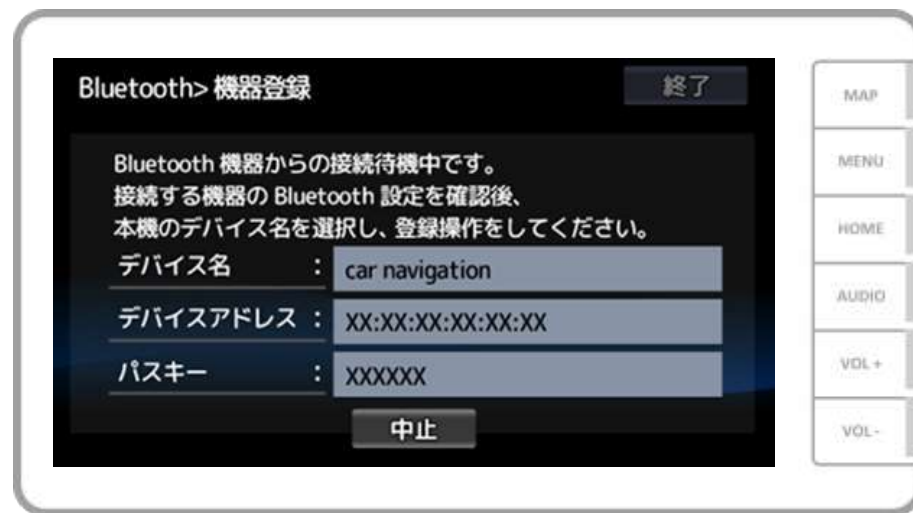 Bluetooth> 機器登録
終了
Bluetooth 機器からの接続待機中です。
接続する機器の Bluetooth 設定を確認後、
本機のデバイス名を選択し、登録操作をしてください。
デバイス名 : car navigation
デバイスアドレス : XX:XX:XX:XX:XX:XX
パスキー : XXXXXX
中止
MAP
MENU
HOME
AUDIO
VOL +
VOL -